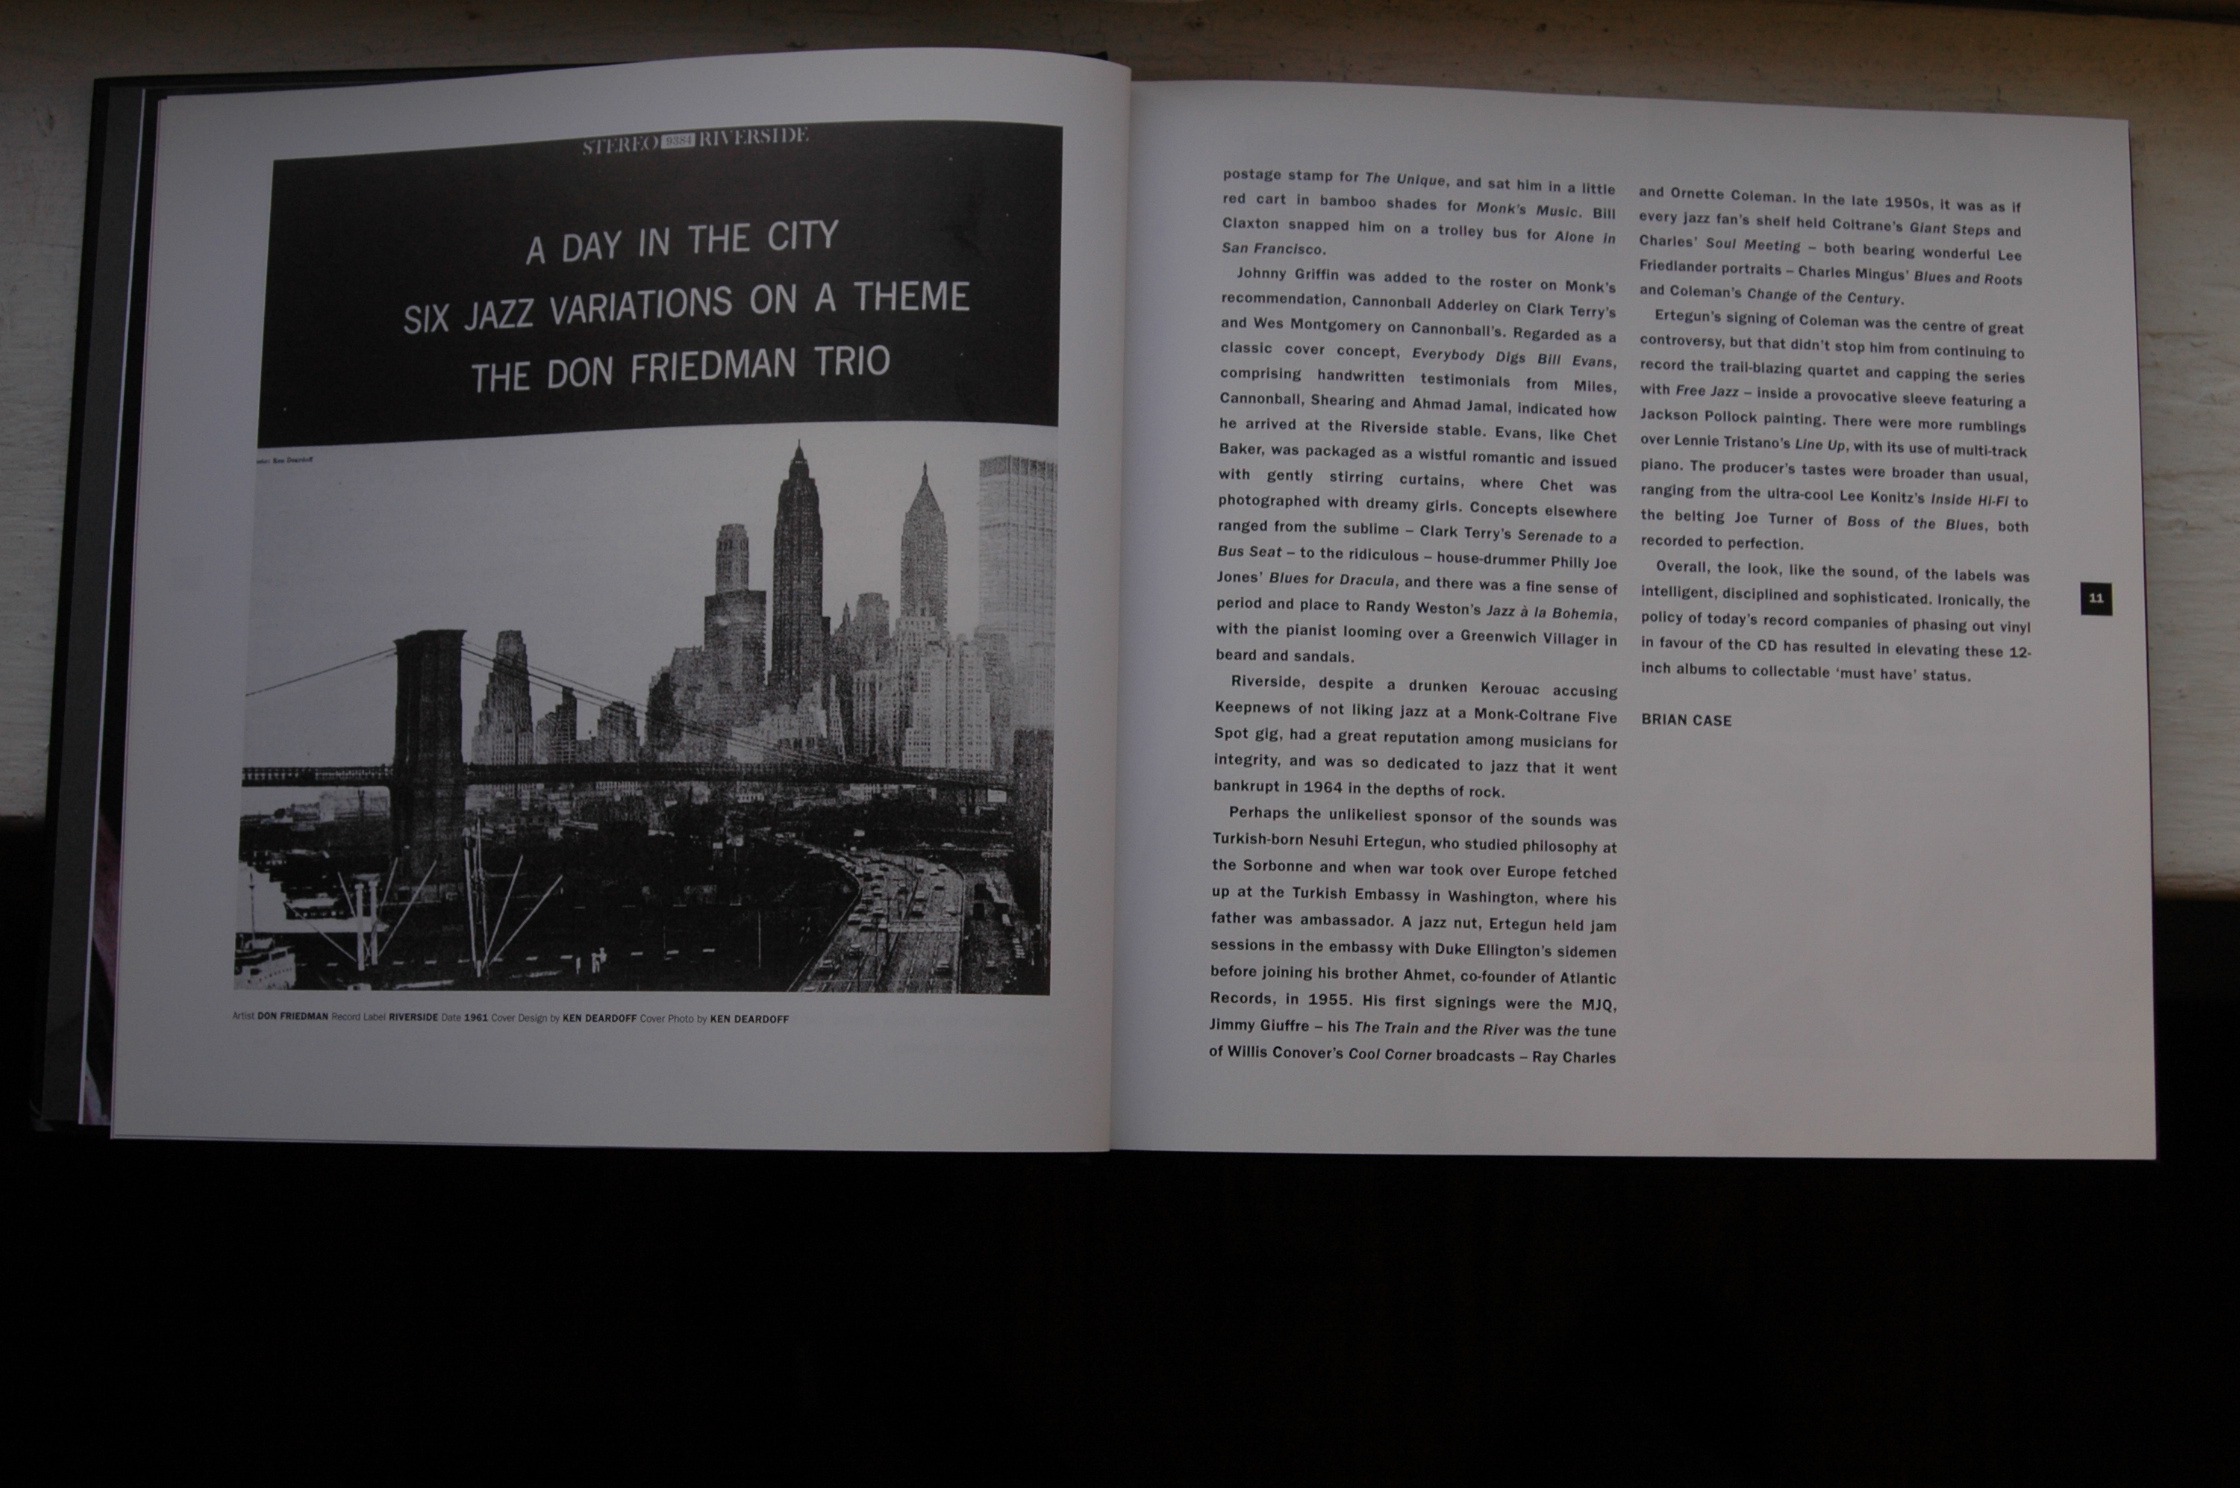 STEREO 9384 RIVERSIDE
A DAY IN THE CITY
SIX JAZZ VARIATIONS ON A THEME
THE DON FRIEDMAN TRIO
Ken Deardoff
Artist DON FRIEDMAN Record Label RIVERSIDE Date 1961 Cover Design by KEN DEARDOFF Cover Photo by KEN DEARDOFF
postage stamp for The Unique, and sat him in a little
red cart in bamboo shades for Monk's Music. Bill
Claxton snapped him on a trolley bus for Alone in
San Francisco.
Johnny Griffin was added to the roster on Monk's
recommendation, Cannonball Adderley on Clark Terry's
and Wes Montgomery on Cannonball's. Regarded as a
classic cover concept, Everybody Digs Bill Evans,
comprising handwritten testimonials from Miles,
Cannonball, Shearing and Ahmad Jamal, indicated how
he arrived at the Riverside stable. Evans, like Chet
Baker, was packaged as a wistful romantic and issued
with gently stirring curtains, where Chet was
photographed with dreamy girls. Concepts elsewhere
ranged from the sublime – Clark Terry's Serenade to a
Bus Seat – to the ridiculous – house-drummer Philly Joe
Jones' Blues for Dracula, and there was a fine sense of
period and place to Randy Weston's Jazz à la Bohemia,
with the pianist looming over a Greenwich Villager in
beard and sandals.
Riverside, despite a drunken Kerouac accusing
Keepnews of not liking jazz at a Monk-Coltrane Five
Spot gig, had a great reputation among musicians for
integrity, and was so dedicated to jazz that it went
bankrupt in 1964 in the depths of rock.
Perhaps the unlikeliest sponsor of the sounds was
Turkish-born Nesuhi Ertegun, who studied philosophy at
the Sorbonne and when war took over Europe fetched
up at the Turkish Embassy in Washington, where his
father was ambassador. A jazz nut, Ertegun held jam
sessions in the embassy with Duke Ellington's sidemen
before joining his brother Ahmet, co-founder of Atlantic
Records, in 1955. His first signings were the MJQ,
Jimmy Giuffre – his The Train and the River was the tune
of Willis Conover's Cool Corner broadcasts – Ray Charles
and Ornette Coleman. In the late 1950s, it was as if
every jazz fan's shelf held Coltrane's Giant Steps and
Charles' Soul Meeting – both bearing wonderful Lee
Friedlander portraits – Charles Mingus' Blues and Roots
and Coleman's Change of the Century.
Ertegun's signing of Coleman was the centre of great
controversy, but that didn't stop him from continuing to
record the trail-blazing quartet and capping the series
with Free Jazz – inside a provocative sleeve featuring a
Jackson Pollock painting. There were more rumblings
over Lennie Tristano's Line Up, with its use of multi-track
piano. The producer's tastes were broader than usual,
ranging from the ultra-cool Lee Konitz's Inside Hi-Fi to
the belting Joe Turner of Boss of the Blues, both
recorded to perfection.
Overall, the look, like the sound, of the labels was
intelligent, disciplined and sophisticated. Ironically, the
policy of today's record companies of phasing out vinyl
in favour of the CD has resulted in elevating these 12-
inch albums to collectable 'must have' status.
BRIAN CASE
11